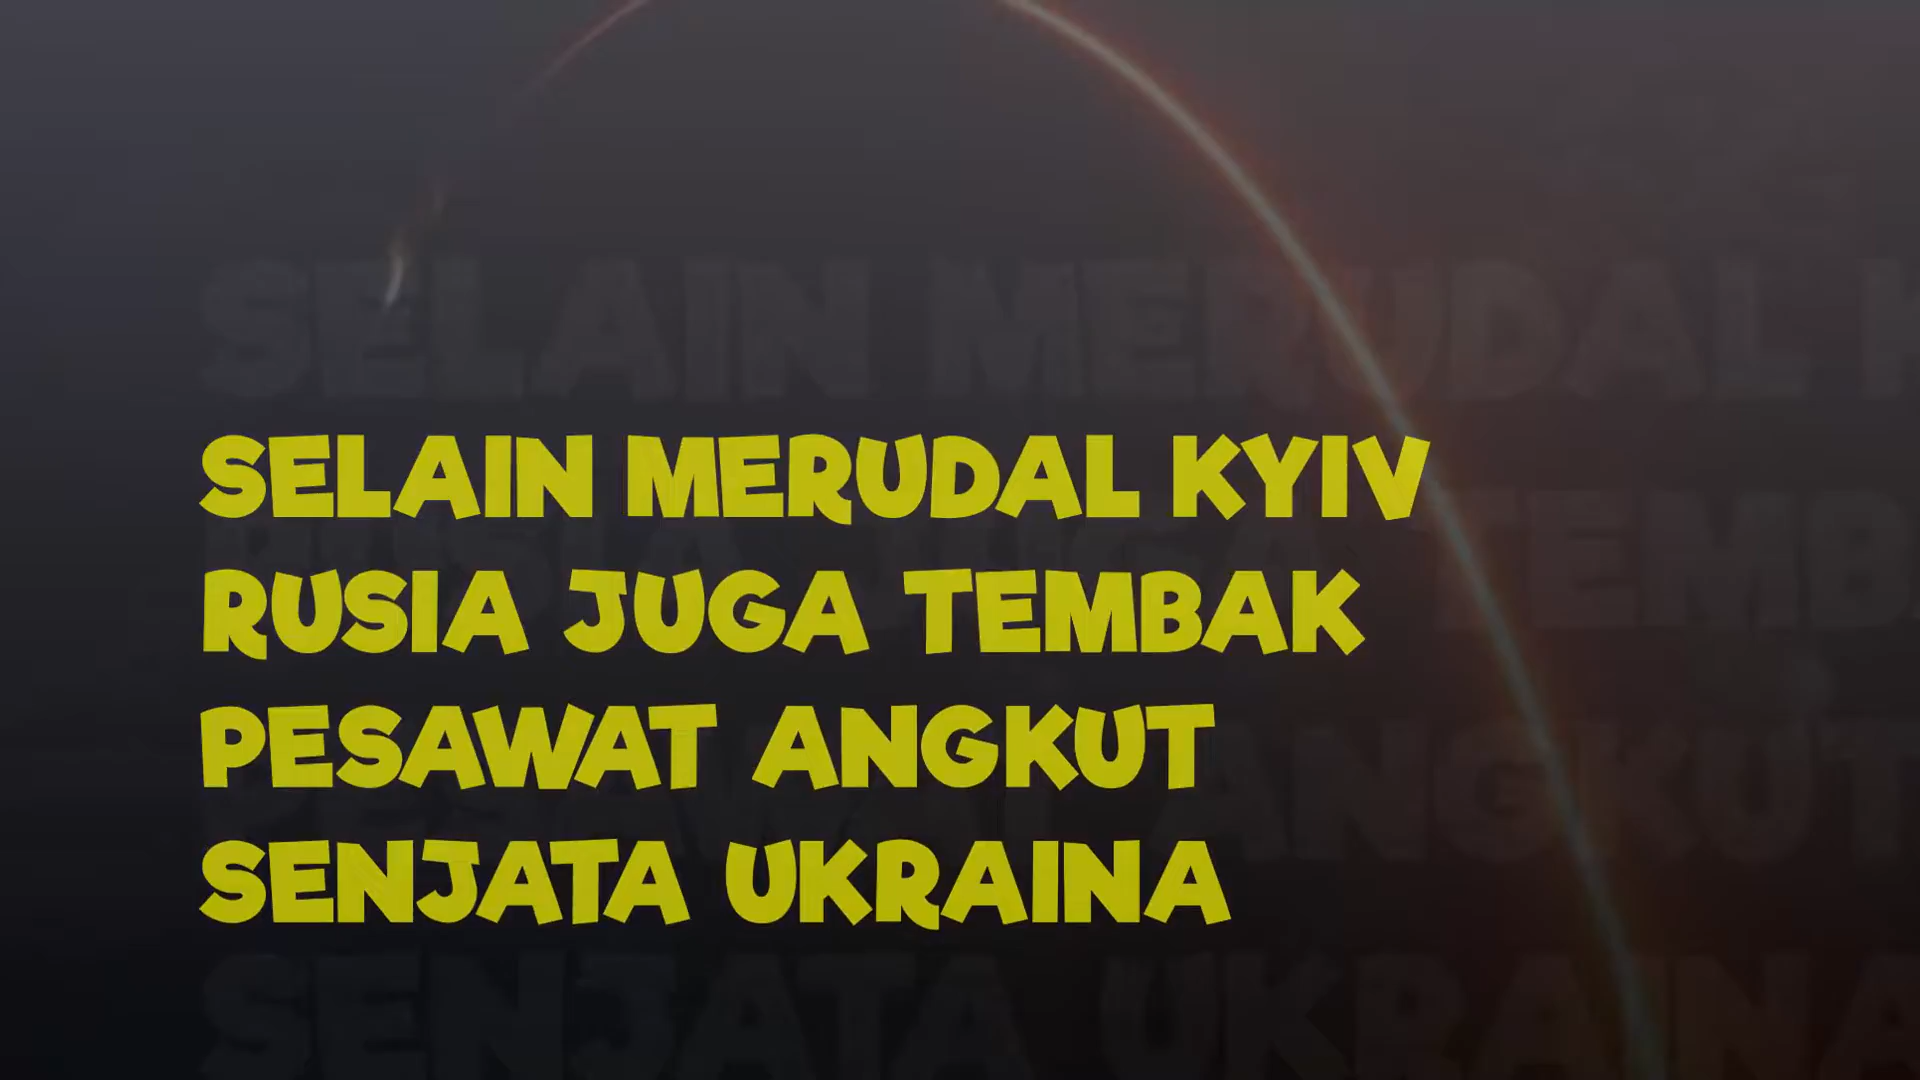 SELAIN MERUDAL KYIV
RUSIA JUGA TEMBAK
PESAWAT ANGKUT
SENJATA UKRAINA